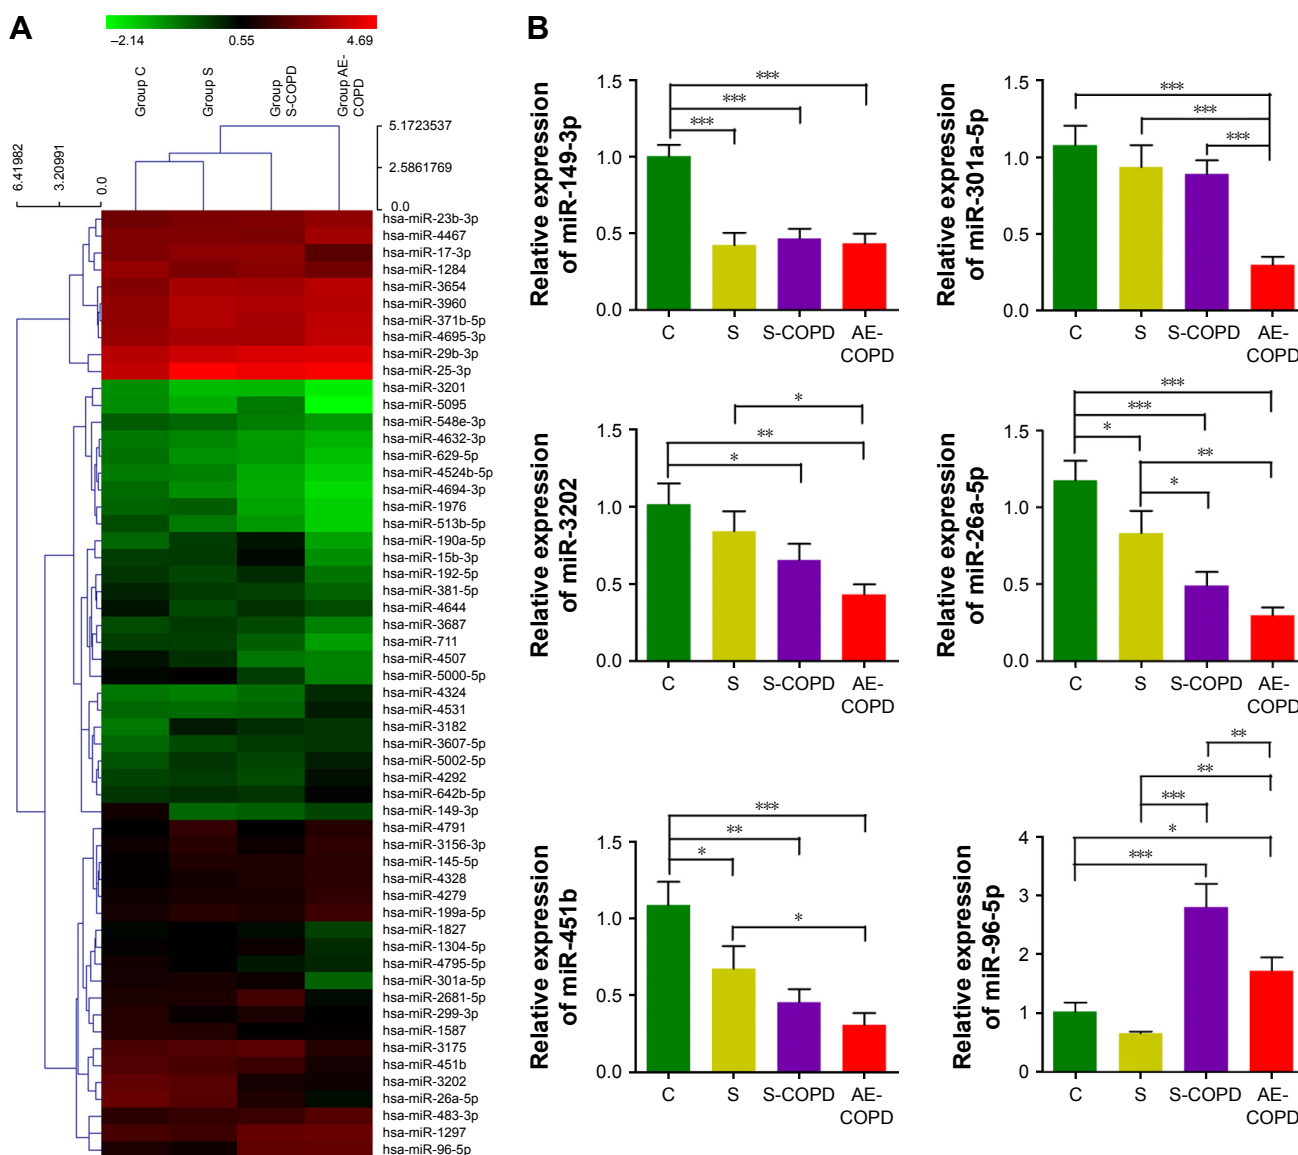 A
−2.14
0.55
4.69
Group C
Group S
Group
S-COPD
Group AE-
COPD
5.1723537
2.5861769
0.0
6.41982
3.20991
0.0
hsa-miR-23b-3p
hsa-miR-4467
hsa-miR-17-3p
hsa-miR-1284
hsa-miR-3654
hsa-miR-3960
hsa-miR-371b-5p
hsa-miR-4695-3p
hsa-miR-29b-3p
hsa-miR-25-3p
hsa-miR-3201
hsa-miR-5095
hsa-miR-548e-3p
hsa-miR-4632-3p
hsa-miR-629-5p
hsa-miR-4524b-5p
hsa-miR-4694-3p
hsa-miR-1976
hsa-miR-513b-5p
hsa-miR-190a-5p
hsa-miR-15b-3p
hsa-miR-192-5p
hsa-miR-381-5p
hsa-miR-4644
hsa-miR-3687
hsa-miR-711
hsa-miR-4507
hsa-miR-5000-5p
hsa-miR-4324
hsa-miR-4531
hsa-miR-3182
hsa-miR-3607-5p
hsa-miR-5002-5p
hsa-miR-4292
hsa-miR-642b-5p
hsa-miR-149-3p
hsa-miR-4791
hsa-miR-3156-3p
hsa-miR-145-5p
hsa-miR-4328
hsa-miR-4279
hsa-miR-199a-5p
hsa-miR-1827
hsa-miR-1304-5p
hsa-miR-4795-5p
hsa-miR-301a-5p
hsa-miR-2681-5p
hsa-miR-299-3p
hsa-miR-1587
hsa-miR-3175
hsa-miR-451b
hsa-miR-3202
hsa-miR-26a-5p
hsa-miR-483-3p
hsa-miR-1297
hsa-miR-96-5p
B
Relative expression
of miR-149-3p
1.5
1.0
0.5
0.0
***
***
***
C S S-COPD AE-
COPD
Relative expression
of miR-301a-5p
1.5
1.0
0.5
0.0
***
***
***
C S S-COPD AE-
COPD
Relative expression
of miR-3202
1.5
1.0
0.5
0.0
*
**
*
C S S-COPD AE-
COPD
Relative expression
of miR-26a-5p
1.5
1.0
0.5
0.0
***
***
*
**
*
C S S-COPD AE-
COPD
Relative expression
of miR-451b
1.5
1.0
0.5
0.0
***
**
*
*
C S S-COPD AE-
COPD
Relative expression
of miR-96-5p
4
3
2
1
0
**
**
***
*
***
C S S-COPD AE-
COPD